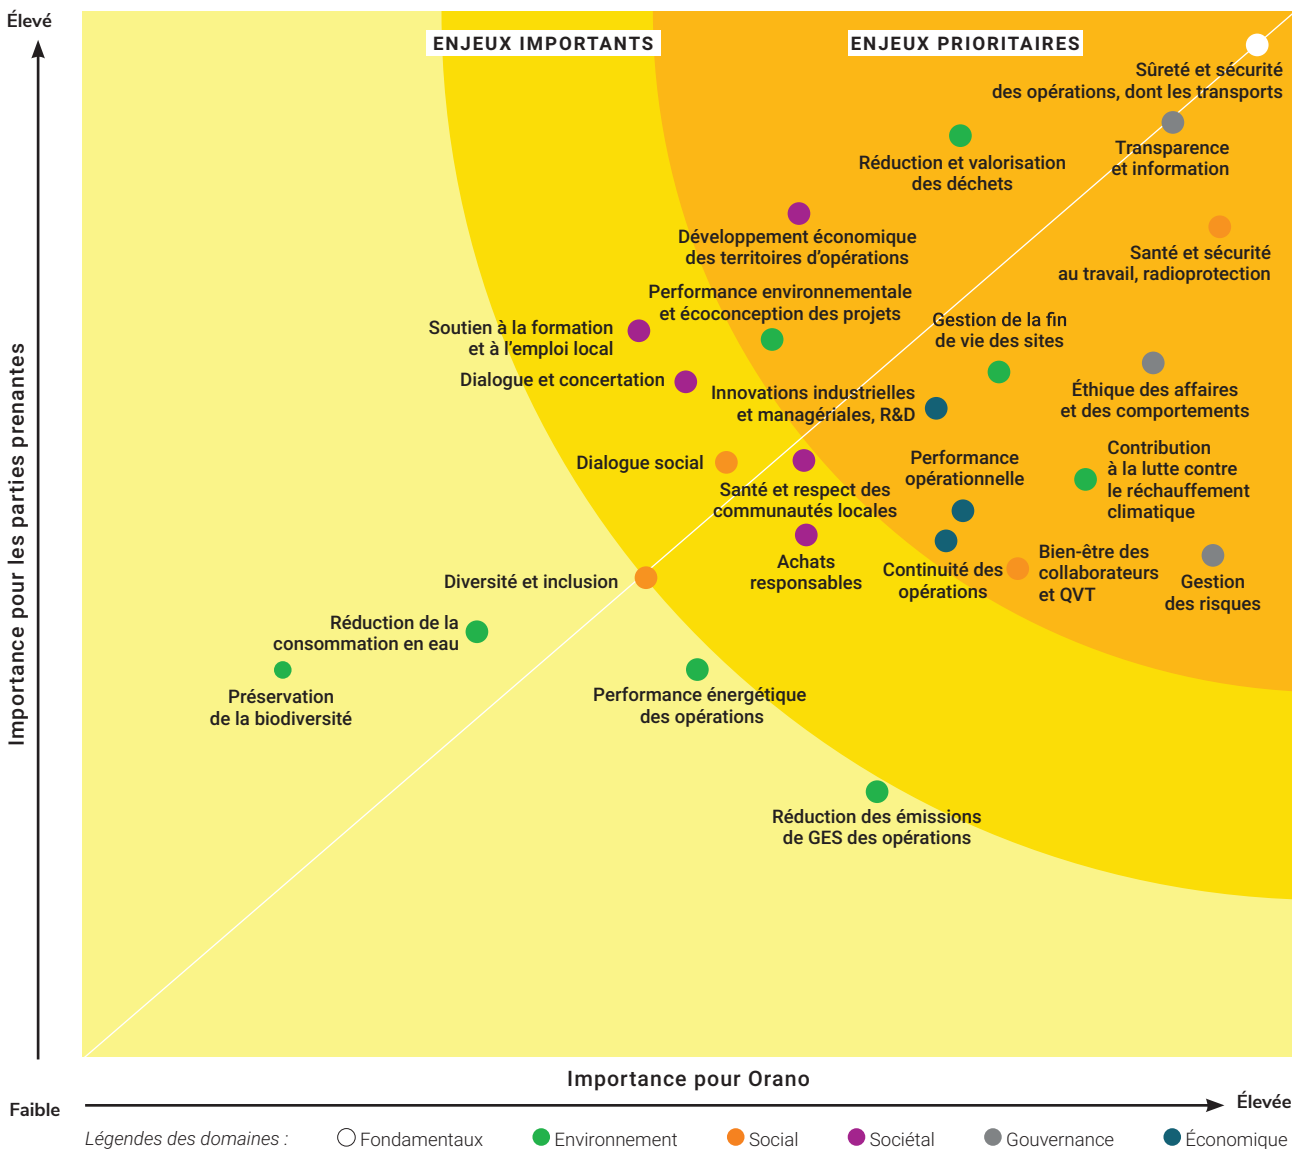 Élevé
ENJEUX IMPORTANTS
ENJEUX PRIORITAIRES
Sûreté et sécurité
des opérations, dont les transports
Transparence
et information
Réduction et valorisation
des déchets
Développement économique
des territoires d'opérations
Santé et sécurité
au travail, radioprotection
Performance environnementale
et écoconception des projets
Gestion de la fin
de vie des sites
Soutien à la formation
et à l'emploi local
Dialogue et concertation
Innovations industrielles
et managériales, R&D
Éthique des affaires
et des comportements
Dialogue social
Santé et respect des
communautés locales
Performance
opérationnelle
Contribution
à la lutte contre
le réchauffement
climatique
Achats
responsables
Continuité des
opérations
Bien-être des
collaborateurs
et QVT
Gestion
des risques
Diversité et inclusion
Réduction de la
consommation en eau
Préservation
de la biodiversité
Performance énergétique
des opérations
Réduction des émissions
de GES des opérations
Importance pour les parties prenantes
Importance pour Orano
Faible
Élevée
Légendes des domaines :
Fondamentaux
Environnement
Social
Sociétal
Gouvernance
Économique